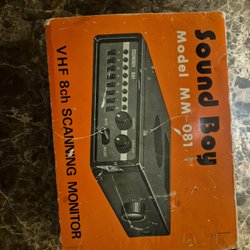 Sound Boy
Model MM-081
VHF 8ch SCANNING MONITOR